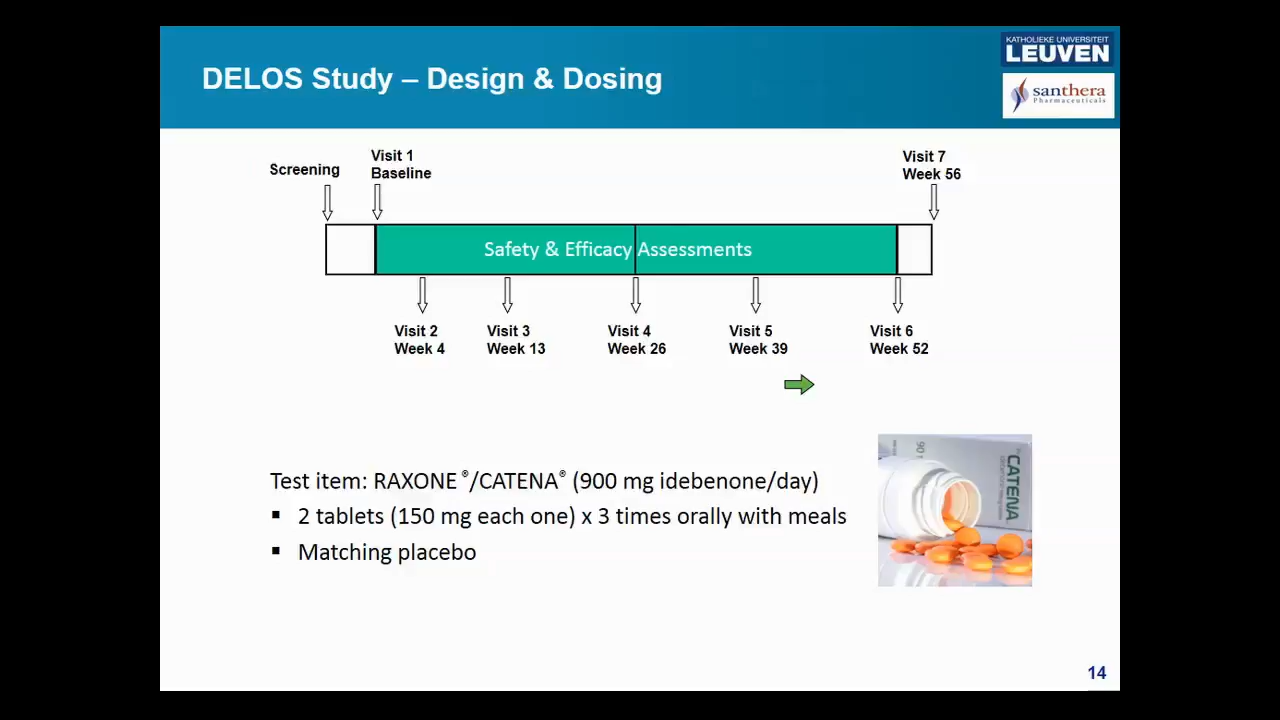 DELOS Study – Design & Dosing
KATHOLIEKE UNIVERSITEIT
LEUVEN
santhera
Pharmaceuticals
Screening
Visit 1
Baseline
Visit 7
Week 56
Safety & Efficacy Assessments
Visit 2
Week 4
Visit 3
Week 13
Visit 4
Week 26
Visit 5
Week 39
Visit 6
Week 52
Test item: RAXONE®/CATENA® (900 mg idebenone/day)
▪ 2 tablets (150 mg each one) x 3 times orally with meals
▪ Matching placebo
CATENA
90
14